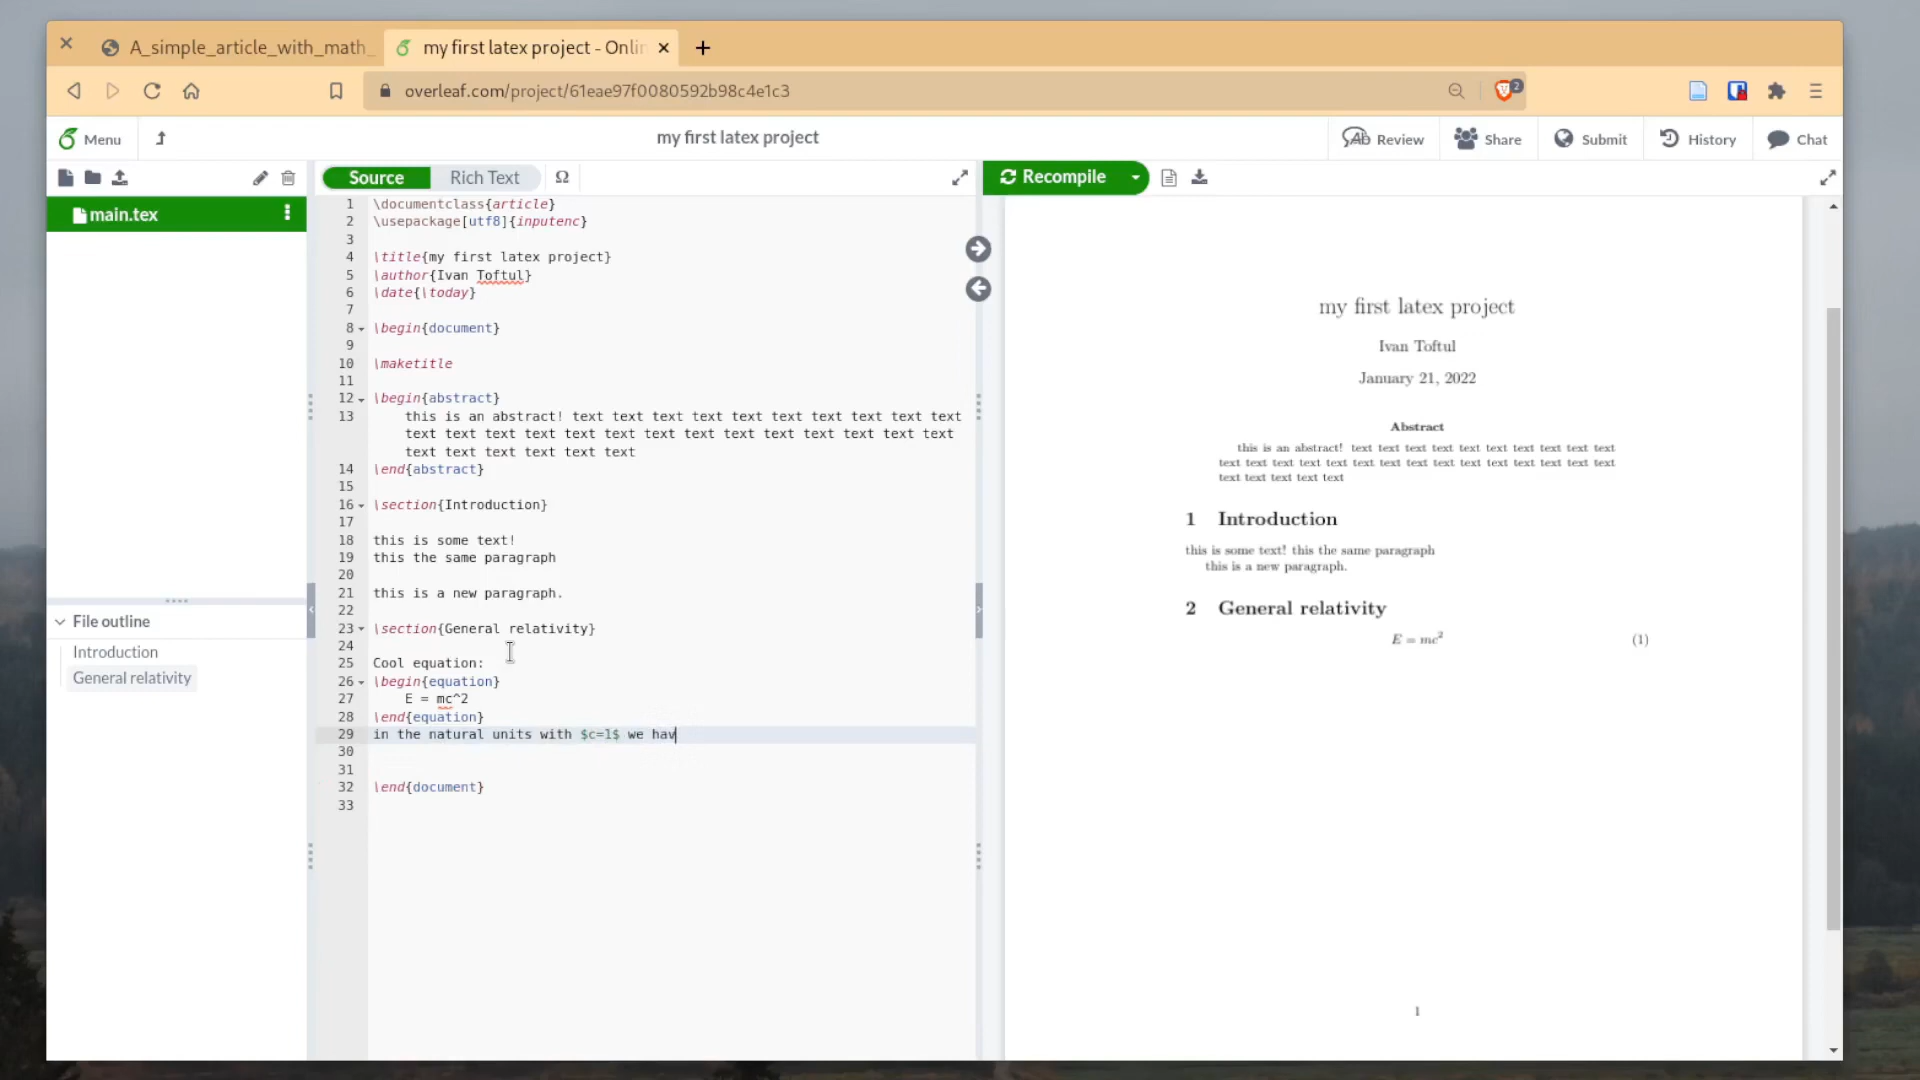 A_simple_article_with_math_
my first latex project - Onli
overleaf.com/project/61eae97f0080592b98c4e1c3
2
Menu
my first latex project
Review
Share
Submit
History
Chat
Source
Rich Text
Ω
Recompile
main.tex
File outline
Introduction
General relativity
1 \documentclass{article}
2 \usepackage[utf8]{inputenc}
3
4 \title{my first latex project}
5 \author{Ivan Toftul}
6 \date{\today}
7
8 \begin{document}
9
10 \maketitle
11
12 \begin{abstract}
13 this is an abstract! text text text text text text text text text text
text text text text text text text text text text text text text text
text text text text text text
14 \end{abstract}
15
16 \section{Introduction}
17
18 this is some text!
19 this the same paragraph
20
21 this is a new paragraph.
22
23 \section{General relativity}
24
25 Cool equation:
26 \begin{equation}
27 E = mc^2
28 \end{equation}
29 in the natural units with $c=1$ we hav
30
31
32 \end{document}
33
my first latex project
Ivan Toftul
January 21, 2022
Abstract
this is an abstract! text text text text text text text text text text
text text text text text text text text text text text text text text text
text text text text text
1 Introduction
this is some text! this the same paragraph
this is a new paragraph.
2 General relativity
E = mc² (1)
1